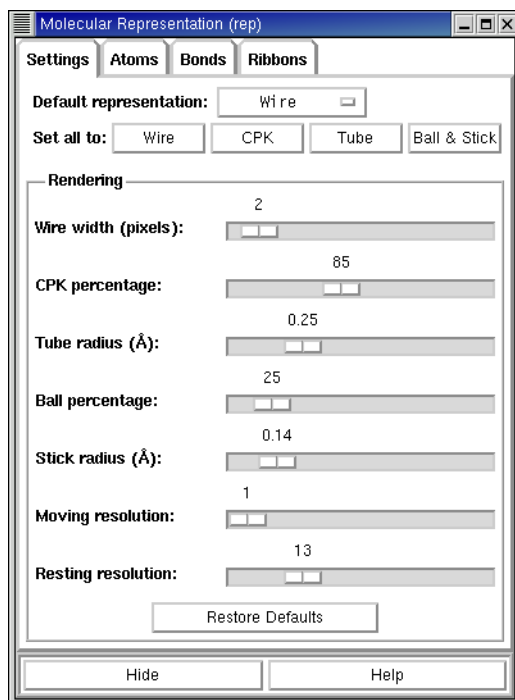 Molecular Representation (rep)
Settings Atoms Bonds Ribbons
Default representation: Wire
Set all to: Wire CPK Tube Ball & Stick
Rendering
2
Wire width (pixels):
85
CPK percentage:
0.25
Tube radius (Å):
25
Ball percentage:
0.14
Stick radius (Å):
1
Moving resolution:
13
Resting resolution:
Restore Defaults
Hide Help